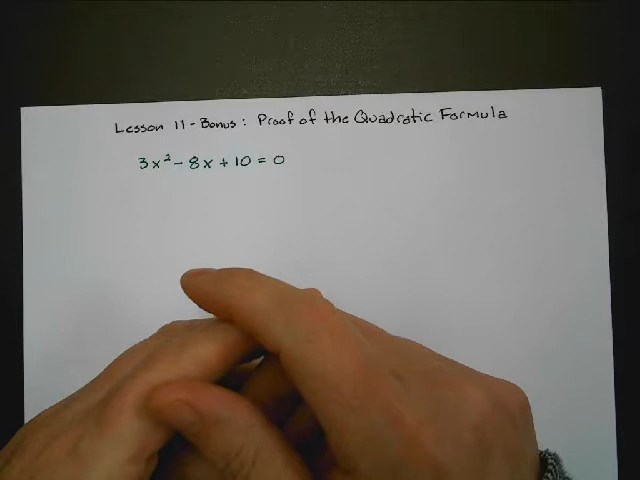 Lesson 11 - Bonus: Proof of the Quadratic Formula
3x² - 8x + 10 = 0